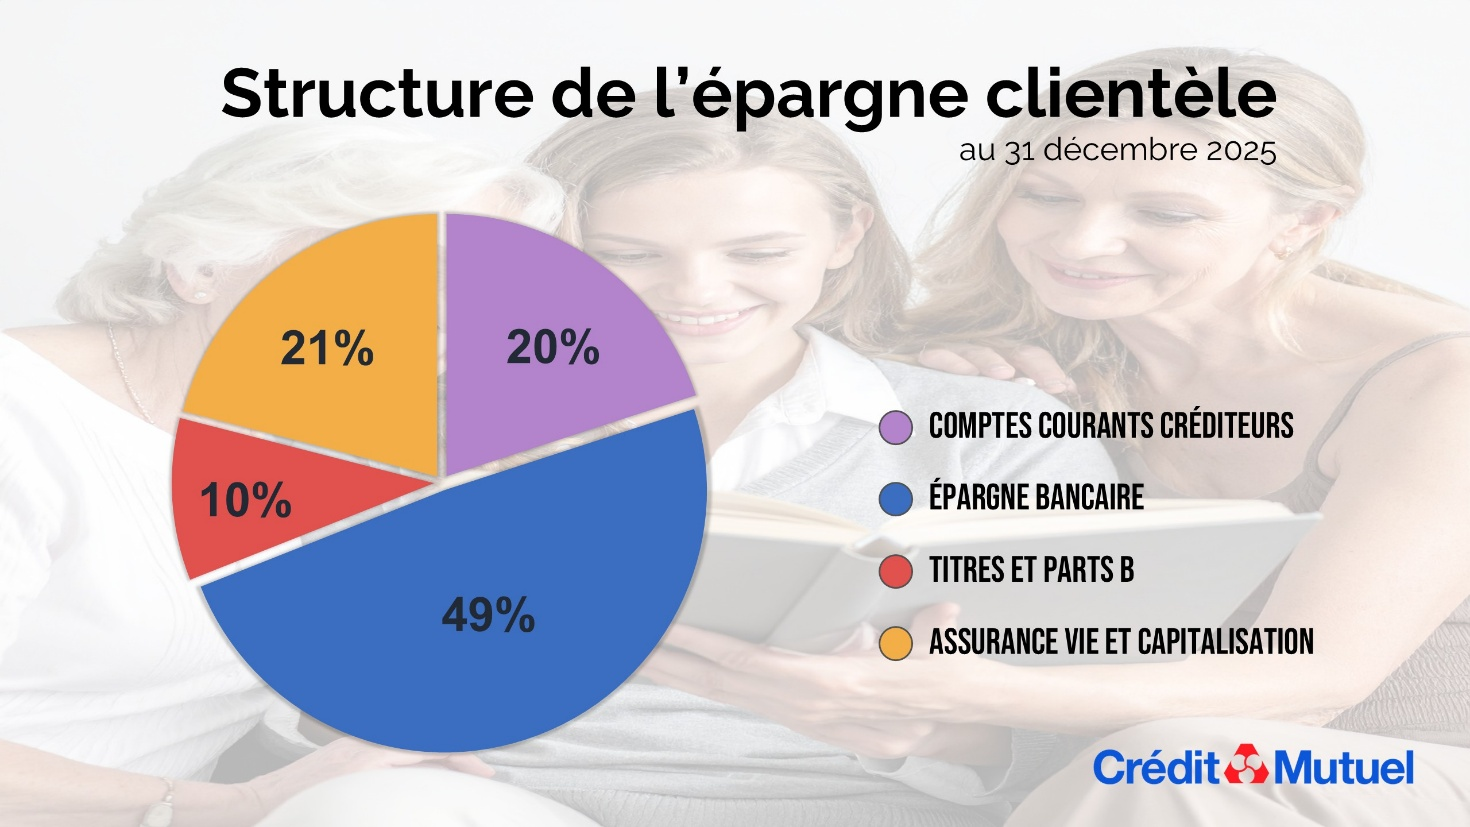 Structure de l’épargne clientèle
au 31 décembre 2025
21%
20%
10%
49%
COMPTES COURANTS CRÉDITEURS
ÉPARGNE BANCAIRE
TITRES ET PARTS B
ASSURANCE VIE ET CAPITALISATION
Crédit Mutuel